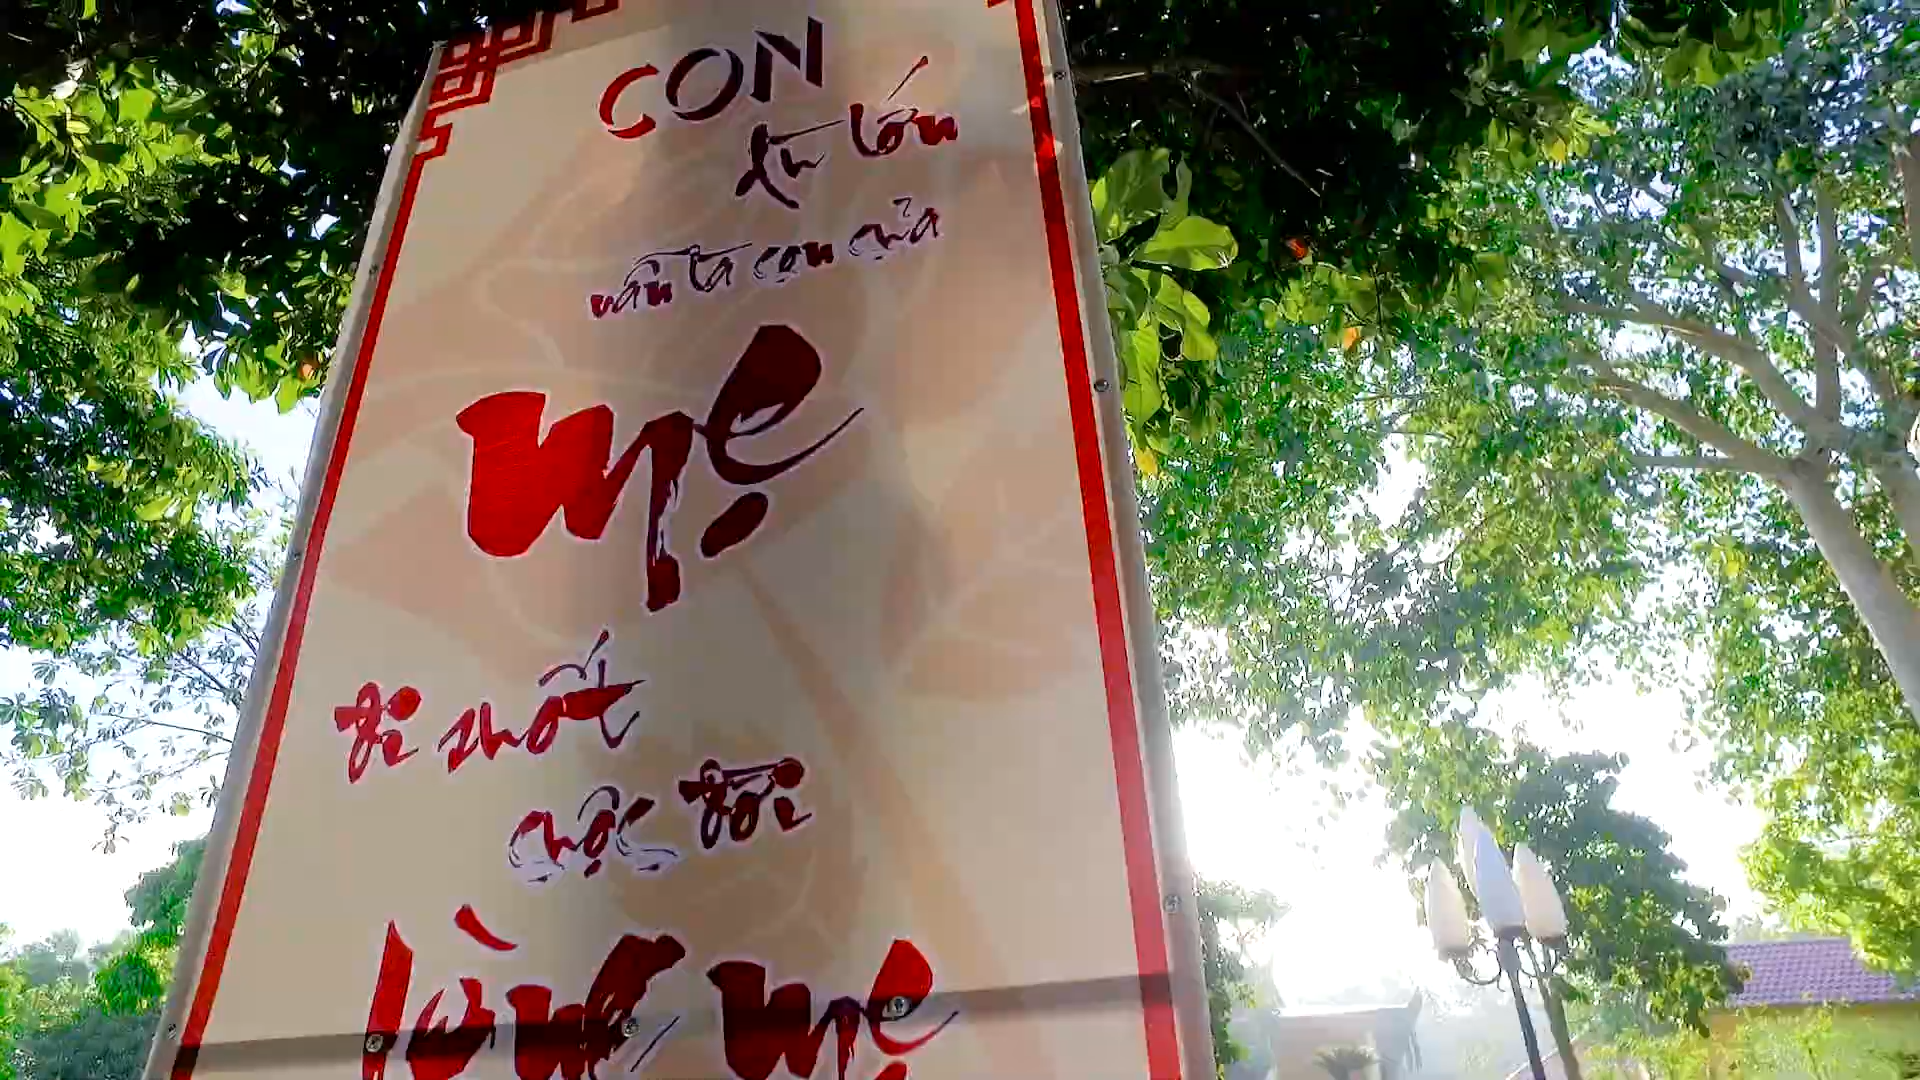 CON
dù lớn
vẫn là con của
mẹ
đi suốt
cuộc đời
lòng mẹ